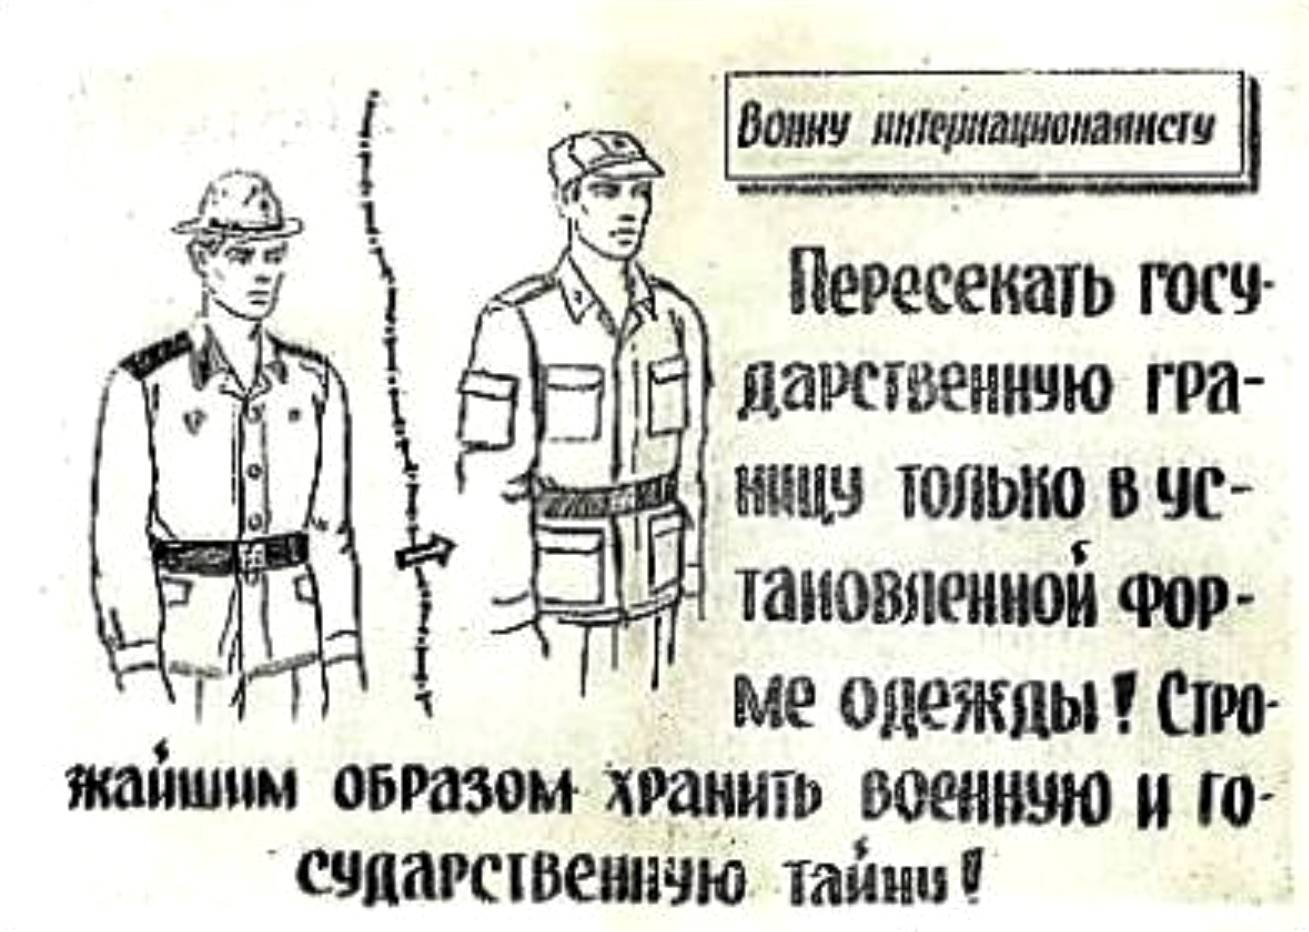 Воину интернационалисту
Пересекать госу-
дарственную гра-
ницу только в ус-
тановленной фор-
ме одежды! Стро-
жайшим образом хранить военную и го-
сударственную тайну!